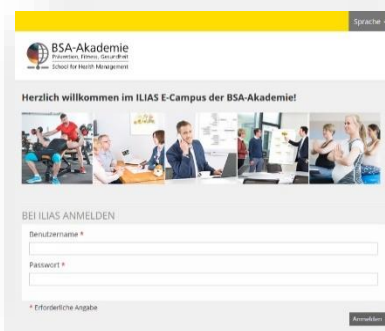 Sprache
BSA-Akademie
Prävention, Fitness, Gesundheit
School for Health Management
Herzlich willkommen im ILIAS E-Campus der BSA-Akademie!
BEI ILIAS ANMELDEN
Benutzername *
Passwort *
* Erforderliche Angabe
Anmelden